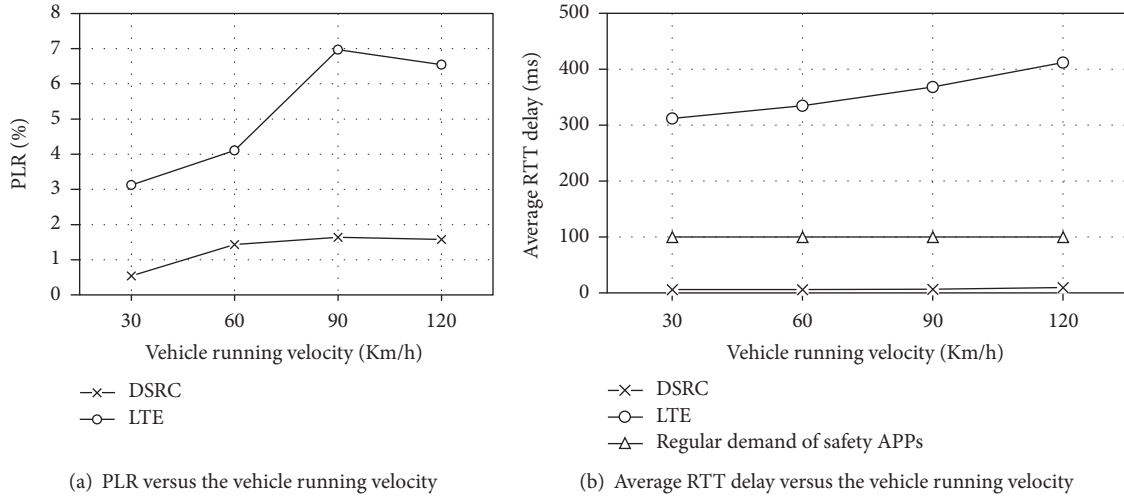 8
7
6
5
4
3
2
1
0
PLR (%)
30 60 90 120
Vehicle running velocity (Km/h)
DSRC
LTE
(a) PLR versus the vehicle running velocity
500
400
300
200
100
0
Average RTT delay (ms)
30 60 90 120
Vehicle running velocity (Km/h)
DSRC
LTE
Regular demand of safety APPs
(b) Average RTT delay versus the vehicle running velocity